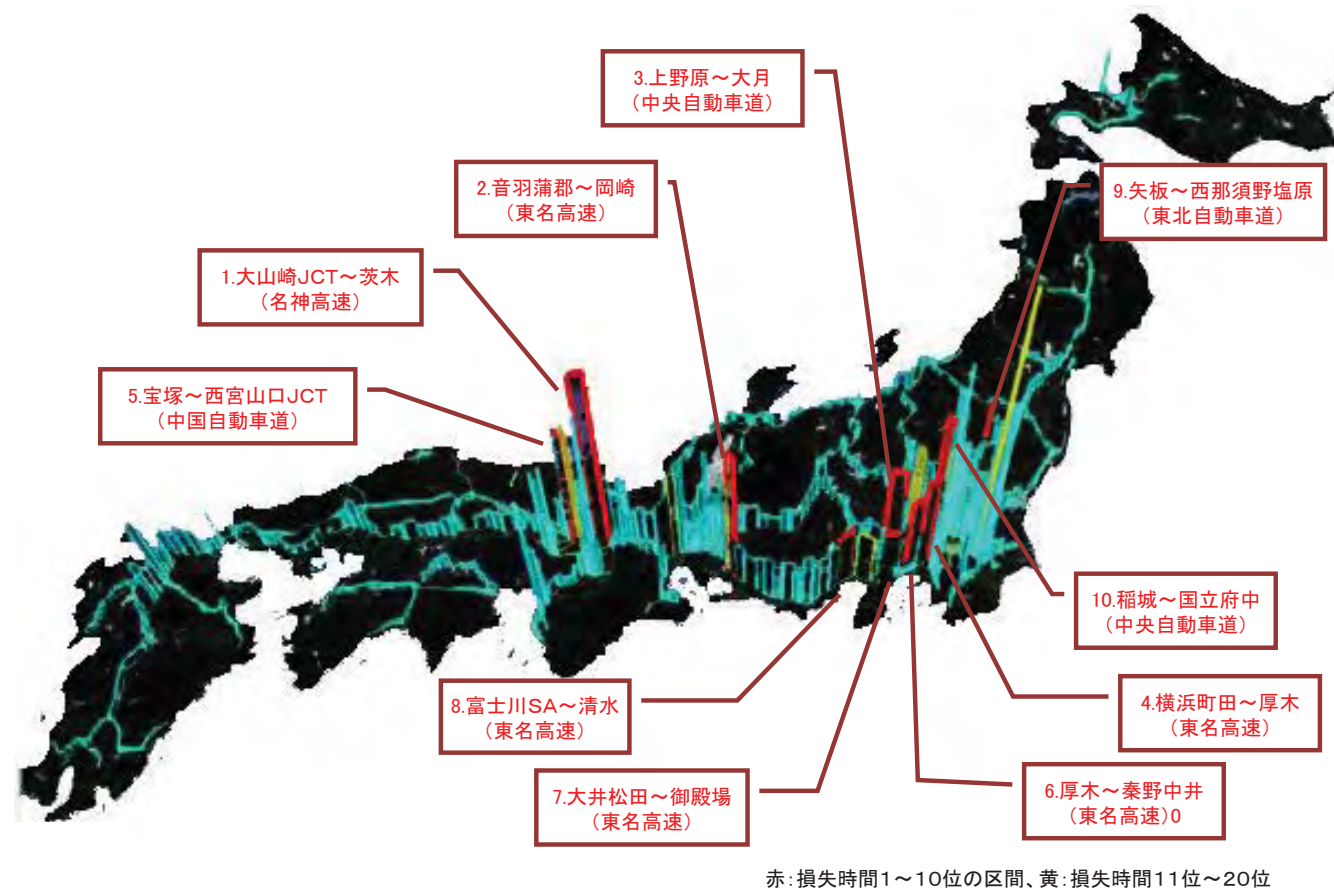 3.上野原～大月
(中央自動車道)
2.音羽蒲郡～岡崎
(東名高速)
9.矢板～西那須野塩原
(東北自動車道)
1.大山崎JCT～茨木
(名神高速)
5.宝塚～西宮山口JCT
(中国自動車道)
10.稲城～国立府中
(中央自動車道)
8.富士川SA～清水
(東名高速)
4.横浜町田～厚木
(東名高速)
7.大井松田～御殿場
(東名高速)
6.厚木～秦野中井
(東名高速)0
赤:損失時間1～10位の区間、黄:損失時間11位～20位